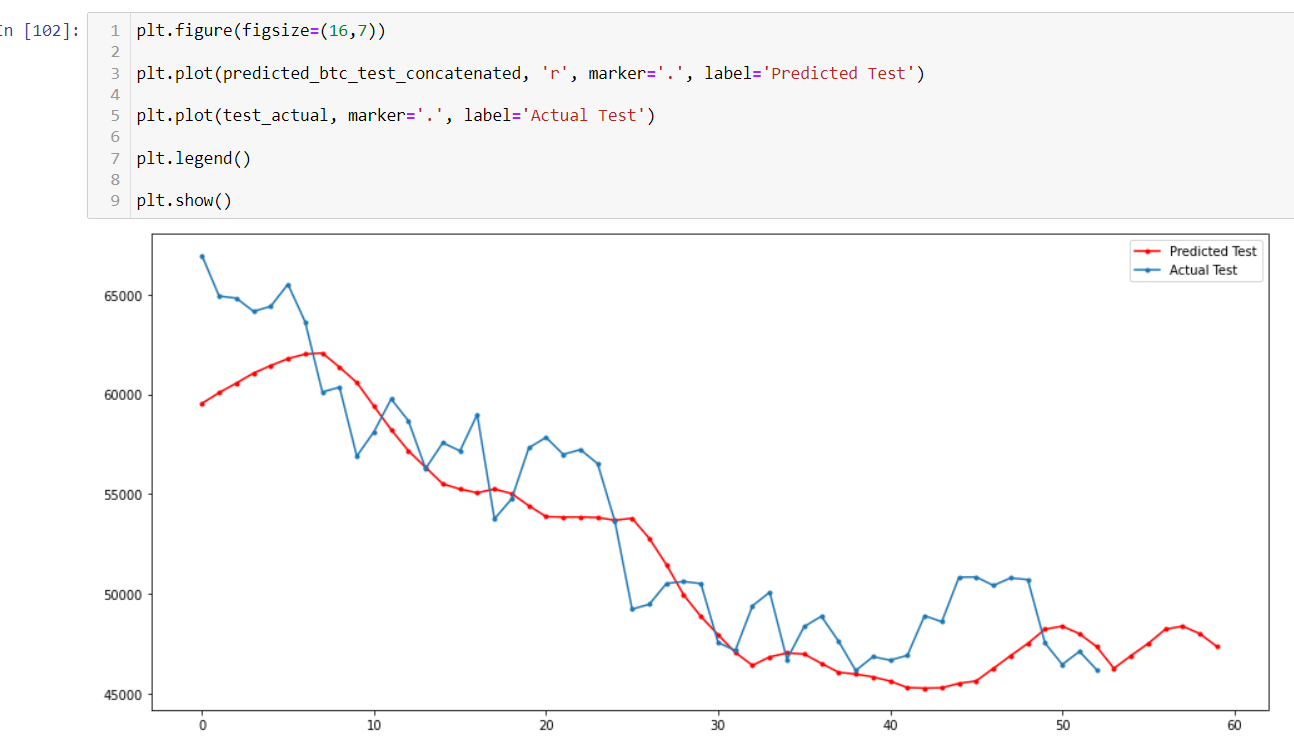 In [102]:
1 plt.figure(figsize=(16,7))
2
3 plt.plot(predicted_btc_test_concatenated, 'r', marker='.', label='Predicted Test')
4
5 plt.plot(test_actual, marker='.', label='Actual Test')
6
7 plt.legend()
8
9 plt.show()
Predicted Test
Actual Test
65000
60000
55000
50000
45000
0 10 20 30 40 50 60